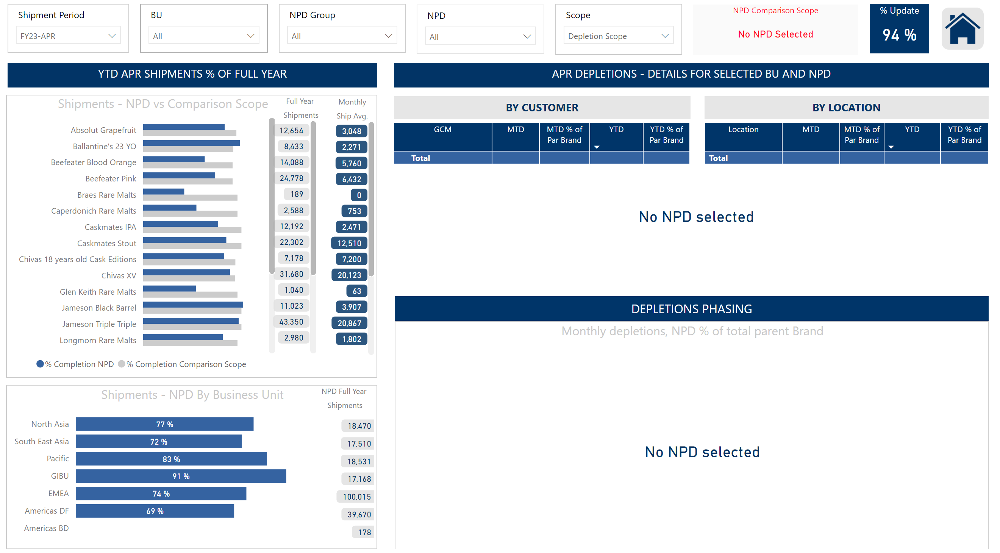 Shipment Period
FY23-APR
BU
All
NPD Group
All
NPD
All
Scope
Depletion Scope
NPD Comparison Scope
No NPD Selected
% Update
94 %
YTD APR SHIPMENTS % OF FULL YEAR
Shipments - NPD vs Comparison Scope
Full Year
Shipments
Monthly
Ship Avg.
Absolut Grapefruit 12,654 3,048
Ballantine's 23 YO 8,433 2,271
Beefeater Blood Orange 14,088 5,760
Beefeater Pink 24,778 6,432
Braes Rare Malts 189 0
Caperdonich Rare Malts 2,588 753
Caskmates IPA 12,192 2,471
Caskmates Stout 22,302 12,510
Chivas 18 years old Cask Editions 7,178 7,200
Chivas XV 31,680 20,123
Glen Keith Rare Malts 1,040 63
Jameson Black Barrel 11,023 3,907
Jameson Triple Triple 43,350 20,867
Longmorn Rare Malts 2,980 1,802
% Completion NPD % Completion Comparison Scope
Shipments - NPD By Business Unit
NPD Full Year
Shipments
North Asia 77 % 18,470
South East Asia 72 % 17,510
Pacific 83 % 18,531
GIBU 91 % 17,168
EMEA 74 % 100,015
Americas DF 69 % 39,670
Americas BD 178
APR DEPLETIONS - DETAILS FOR SELECTED BU AND NPD
BY CUSTOMER
GCM MTD MTD % of Par Brand YTD YTD % of Par Brand
Total
BY LOCATION
Location MTD MTD % of Par Brand YTD YTD % of Par Brand
Total
No NPD selected
DEPLETIONS PHASING
Monthly depletions, NPD % of total parent Brand
No NPD selected